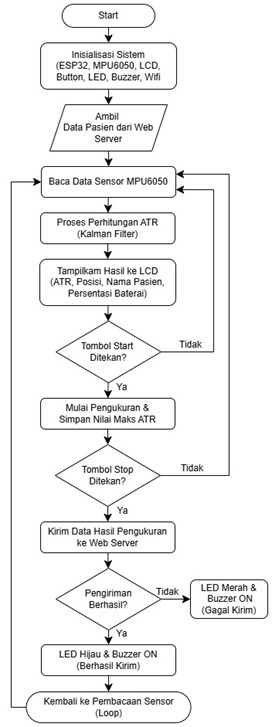 Start
Inisialisasi Sistem
(ESP32, MPU6050, LCD,
Button, LED, Buzzer, Wifi
Ambil
Data Pasien dari Web
Server
Baca Data Sensor MPU6050
Proses Perhitungan ATR
(Kalman Filter)
Tampilkam Hasil ke LCD
(ATR, Posisi, Nama Pasien,
Persentasi Baterai)
Tombol Start
Ditekan?
Tidak
Ya
Mulai Pengukuran &
Simpan Nilai Maks ATR
Tombol Stop
Ditekan?
Tidak
Ya
Kirim Data Hasil Pengukuran
ke Web Server
Pengiriman
Berhasil?
Tidak
LED Merah &
Buzzer ON
(Gagal Kirim)
Ya
LED Hijau & Buzzer ON
(Berhasil Kirim)
Kembali ke Pembacaan Sensor
(Loop)